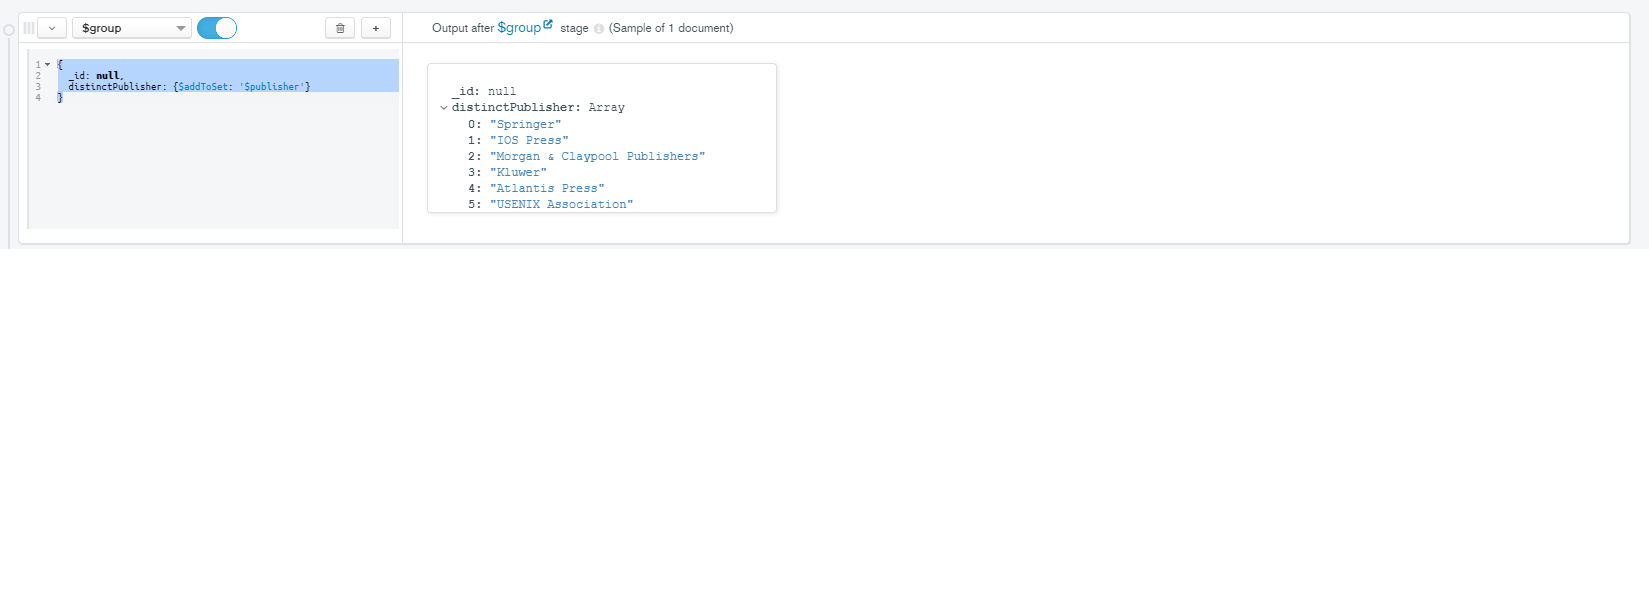 $group
+
Output after $group stage (Sample of 1 document)
1 {
2 _id: null,
3 distinctPublisher: {$addToSet: '$publisher'}
4 }
_id: null
distinctPublisher: Array
0: "Springer"
1: "IOS Press"
2: "Morgan & Claypool Publishers"
3: "Kluwer"
4: "Atlantis Press"
5: "USENIX Association"